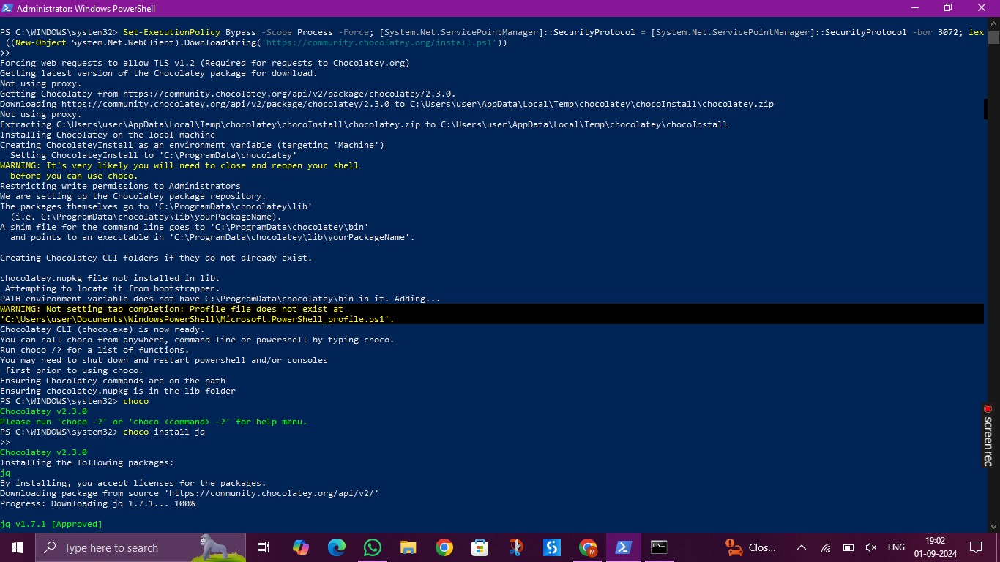 Administrator: Windows PowerShell
PS C:\WINDOWS\system32> Set-ExecutionPolicy Bypass -Scope Process -Force; [System.Net.ServicePointManager]::SecurityProtocol = [System.Net.ServicePointManager]::SecurityProtocol -bor 3072; iex
((New-Object System.Net.WebClient).DownloadString('https://community.chocolatey.org/install.ps1'))
>>
Forcing web requests to allow TLS v1.2 (Required for requests to Chocolatey.org)
Getting latest version of the Chocolatey package for download.
Not using proxy.
Getting Chocolatey from https://community.chocolatey.org/api/v2/package/chocolatey/2.3.0.
Downloading https://community.chocolatey.org/api/v2/package/chocolatey/2.3.0 to C:\Users\user\AppData\Local\Temp\chocolatey\chocoInstall\chocolatey.zip
Not using proxy.
Extracting C:\Users\user\AppData\Local\Temp\chocolatey\chocoInstall\chocolatey.zip to C:\Users\user\AppData\Local\Temp\chocolatey\chocoInstall
Installing Chocolatey on the local machine
Creating ChocolateyInstall as an environment variable (targeting 'Machine')
  Setting ChocolateyInstall to 'C:\ProgramData\chocolatey'
WARNING: It's very likely you will need to close and reopen your shell
  before you can use choco.
Restricting write permissions to Administrators
We are setting up the Chocolatey package repository.
The packages themselves go to 'C:\ProgramData\chocolatey\lib'
  (i.e. C:\ProgramData\chocolatey\lib\yourPackageName).
A shim file for the command line goes to 'C:\ProgramData\chocolatey\bin'
  and points to an executable in 'C:\ProgramData\chocolatey\lib\yourPackageName'.
Creating Chocolatey CLI folders if they do not already exist.
chocolatey.nupkg file not installed in lib.
 Attempting to locate it from bootstrapper.
PATH environment variable does not have C:\ProgramData\chocolatey\bin in it. Adding...
WARNING: Not setting tab completion: Profile file does not exist at
'C:\Users\user\Documents\WindowsPowerShell\Microsoft.PowerShell_profile.ps1'.
Chocolatey CLI (choco.exe) is now ready.
You can call choco from anywhere, command line or powershell by typing choco.
Run choco /? for a list of functions.
You may need to shut down and restart powershell and/or consoles
 first prior to using choco.
Ensuring Chocolatey commands are on the path
Ensuring chocolatey.nupkg is in the lib folder
PS C:\WINDOWS\system32> choco
Chocolatey v2.3.0
Please run 'choco -?' or 'choco <command> -?' for help menu.
PS C:\WINDOWS\system32> choco install jq
>>
Chocolatey v2.3.0
Installing the following packages:
jq
By installing, you accept licenses for the packages.
Downloading package from source 'https://community.chocolatey.org/api/v2/'
Progress: Downloading jq 1.7.1... 100%
jq v1.7.1 [Approved]
screenrec
Type here to search
M
Clos...
ENG
19:02
01-09-2024